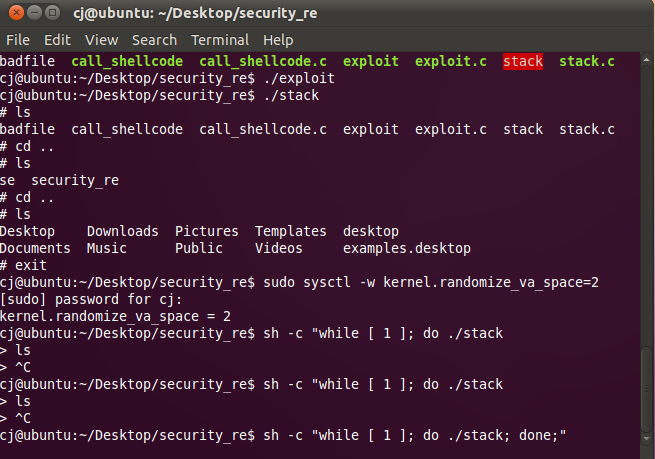 cj@ubuntu: ~/Desktop/security_re
File Edit View Search Terminal Help
badfile call_shellcode call_shellcode.c exploit exploit.c stack stack.c
cj@ubuntu:~/Desktop/security_re$ ./exploit
cj@ubuntu:~/Desktop/security_re$ ./stack
# ls
badfile call_shellcode call_shellcode.c exploit exploit.c stack stack.c
# cd ..
# ls
se security_re
# cd ..
# ls
Desktop Downloads Pictures Templates desktop
Documents Music Public Videos examples.desktop
# exit
cj@ubuntu:~/Desktop/security_re$ sudo sysctl -w kernel.randomize_va_space=2
[sudo] password for cj:
kernel.randomize_va_space = 2
cj@ubuntu:~/Desktop/security_re$ sh -c "while [ 1 ]; do ./stack
> ls
> ^C
cj@ubuntu:~/Desktop/security_re$ sh -c "while [ 1 ]; do ./stack
> ls
> ^C
cj@ubuntu:~/Desktop/security_re$ sh -c "while [ 1 ]; do ./stack; done;"